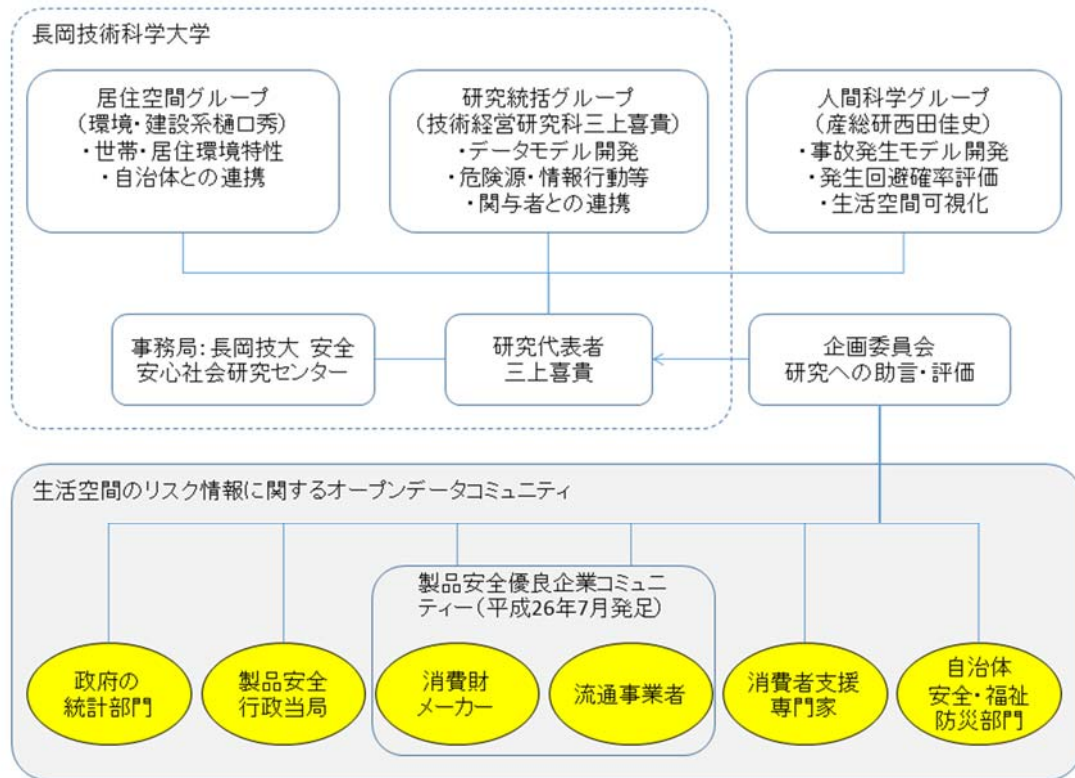 長岡技術科学大学
居住空間グループ
(環境・建設系樋口秀)
・世帯・居住環境特性
・自治体との連携
研究統括グループ
(技術経営研究科三上喜貴)
・データモデル開発
・危険源・情報行動等
・関与者との連携
人間科学グループ
(産総研西田佳史)
・事故発生モデル開発
・発生回避確率評価
・生活空間可視化
事務局:長岡技大 安全
安心社会研究センター
研究代表者
三上喜貴
企画委員会
研究への助言・評価
生活空間のリスク情報に関するオープンデータコミュニティ
製品安全優良企業コミュニ
ティー(平成26年7月発足)
政府の
統計部門
製品安全
行政当局
消費財
メーカー
流通事業者
消費者支援
専門家
自治体
安全・福祉
防災部門